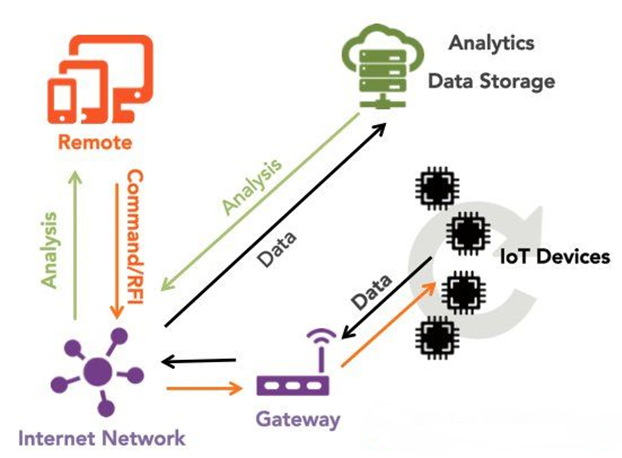 Analytics
Data Storage
Remote
Analysis
Command/RFI
Analysis
Data
IoT Devices
Data
Gateway
Internet Network